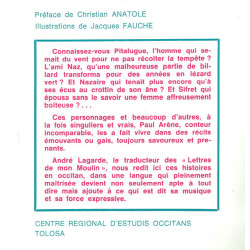 Préface de Christian ANATOLE
Illustrations de Jacques FAUCHE
Connaissez-vous Pitalugue, l'homme qui se-
mait du vent pour ne pas récolter la tempête ?
L'ami Naz, qu'une malheureuse partie de bil-
lard transforma pour des années en lézard
vert ? Et Nazaire qui tenait plus encore qu'à
ses écus au crottin de son âne ? Et Sifret qui
épousa sans le savoir une femme affreusement
boiteuse ? ...
Ces personnages et beaucoup d'autres, à
la fois singuliers et vrais, Paul Arène, conteur
incomparable, les a fait vivre dans des récits
émouvants ou gais, toujours savoureux et pre-
nants.
André Lagarde, le traducteur des « Lettres
de mon Moulin », nous redit ici ces histoires
en occitan, dans une langue qui pleinement
maîtrisée devient non seulement apte à tout
dire mais ajoute à ce qui est dit sa musique
et sa force expressive.
CENTRE REGIONAL D'ESTUDIS OCCITANS
TOLOSA